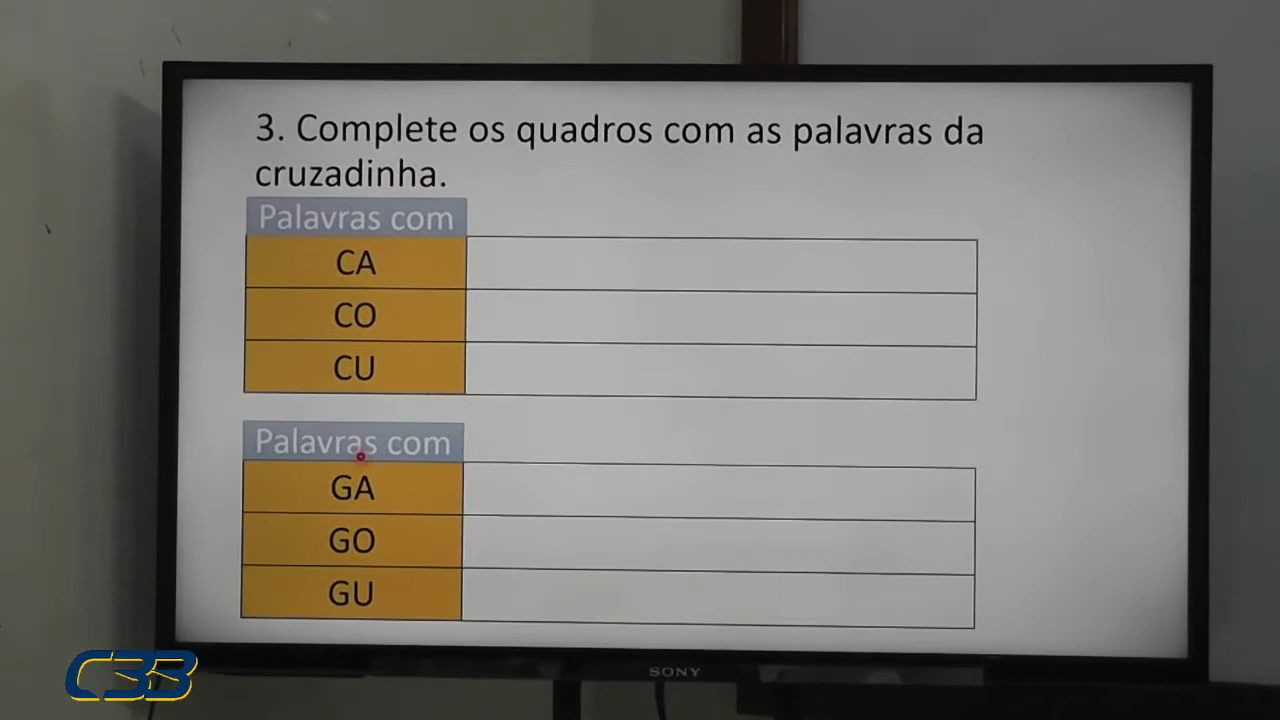 3. Complete os quadros com as palavras da
cruzadinha.
Palavras com
CA
CO
CU
Palavras com
GA
GO
GU
SONY
CBB